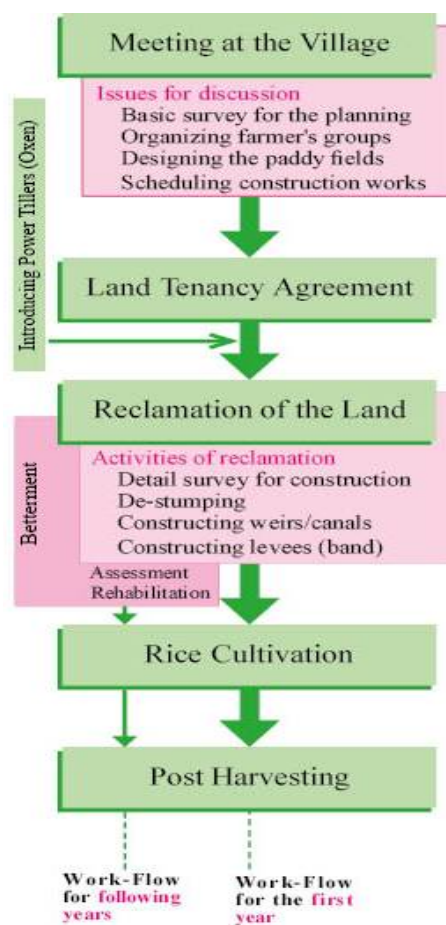 Meeting at the Village
Issues for discussion
Basic survey for the planning
Organizing farmer's groups
Designing the paddy fields
Scheduling construction works
Introducing Power Tillers (Oxen)
Land Tenancy Agreement
Reclamation of the Land
Betterment
Activities of reclamation
Detail survey for construction
De-stumping
Constructing weirs/canals
Constructing levees (band)
Assessment
Rehabilitation
Rice Cultivation
Post Harvesting
Work-Flow
for following
years
Work-Flow
for the first
year